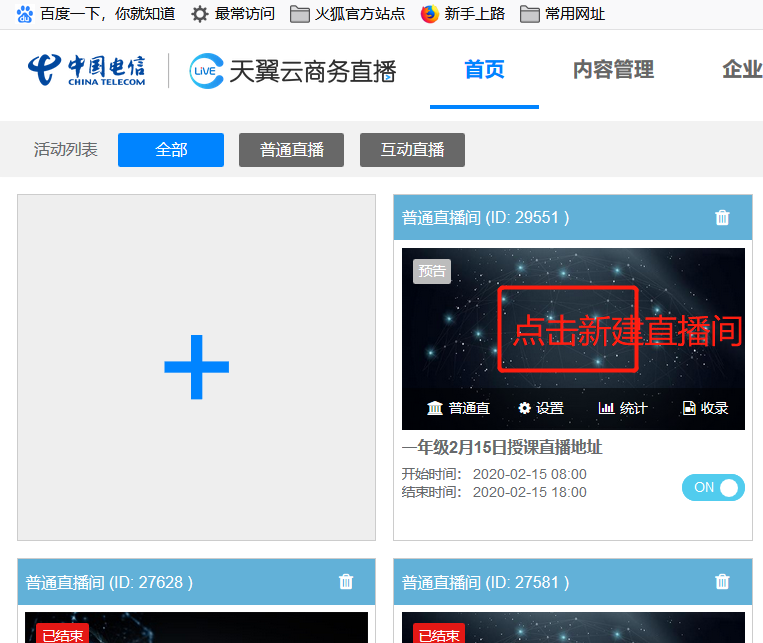 百度一下，你就知道 最常访问 火狐官方站点 新手上路 常用网址
中国电信 CHINA TELECOM LIVE 天翼云商务直播 首页 内容管理 企业
活动列表 全部 普通直播 互动直播
普通直播间 (ID: 29551 )
预告
点击新建直播间
普通直 设置 统计 收录
一年级2月15日授课直播地址
开始时间： 2020-02-15 08:00
结束时间： 2020-02-15 18:00
ON
普通直播间 (ID: 27628 ) 普通直播间 (ID: 27581 )
已结束 已结束